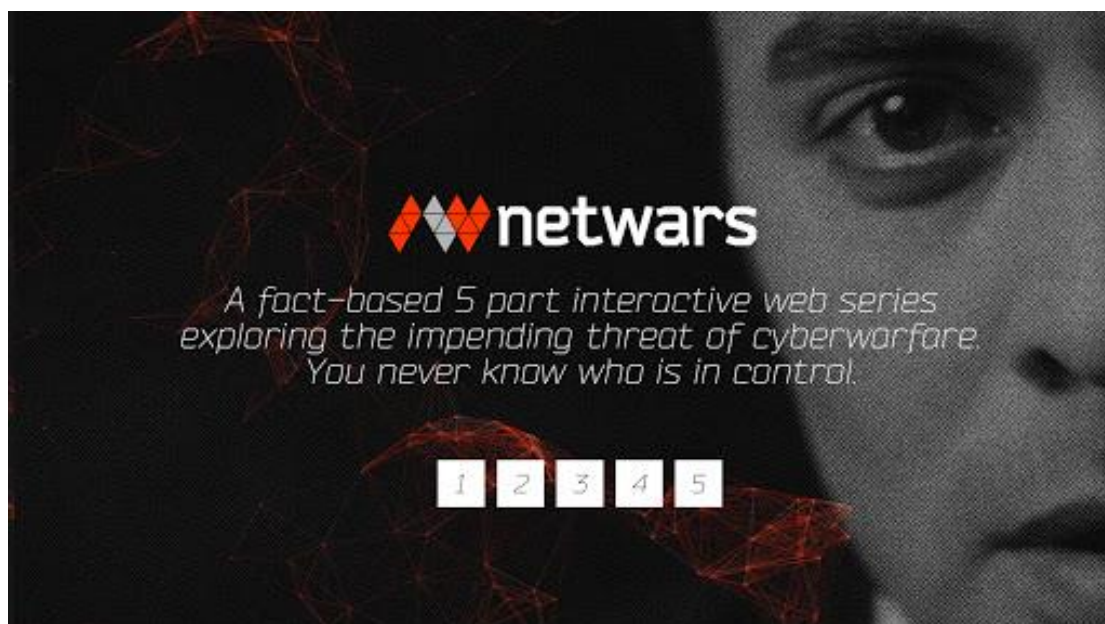 netwars
A fact-based 5 part interactive web series
exploring the impending threat of cyberwarfare.
You never know who is in control.
1 2 3 4 5